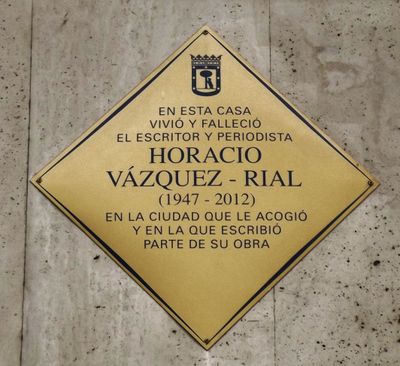 EN ESTA CASA
VIVIÓ Y FALLECIÓ
EL ESCRITOR Y PERIODISTA
HORACIO
VÁZQUEZ - RIAL
(1947 - 2012)
EN LA CIUDAD QUE LE ACOGIÓ
Y EN LA QUE ESCRIBIÓ
PARTE DE SU OBRA